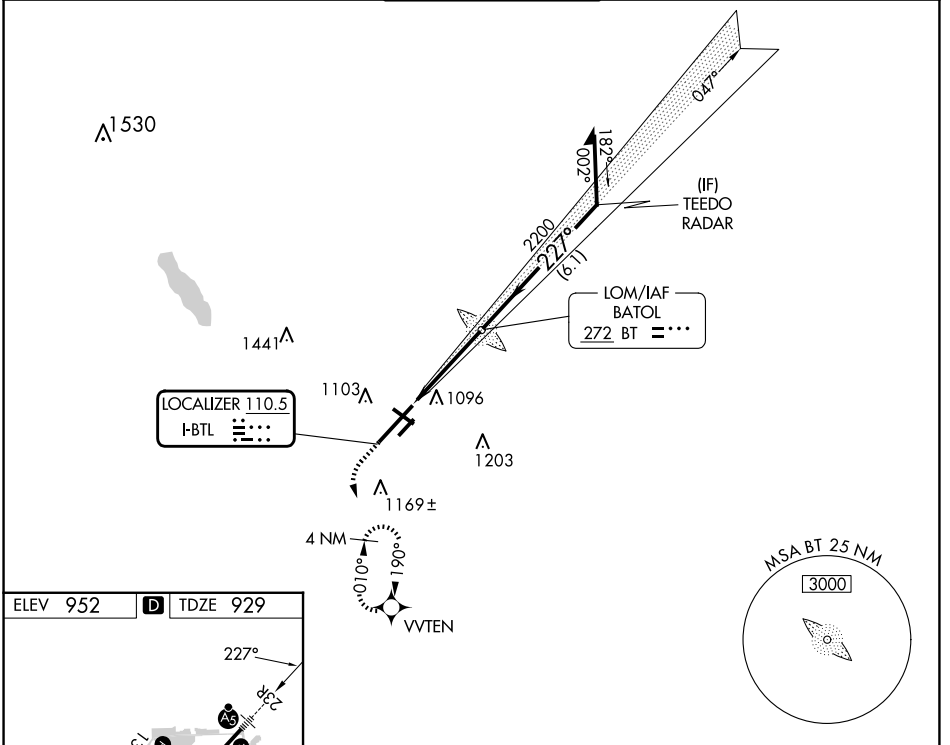 1530
047°
182°
002°
(IF)
TEEDO
RADAR
2200
227°
(6.1)
LOM/IAF
BATOL
272 BT
1441
1103
1096
LOCALIZER 110.5
I-BTL
1203
1169 ±
4 NM
010°
190°
VVTEN
MSA BT 25 NM
3000
ELEV 952
D
TDZE 929
227°
23R
A5